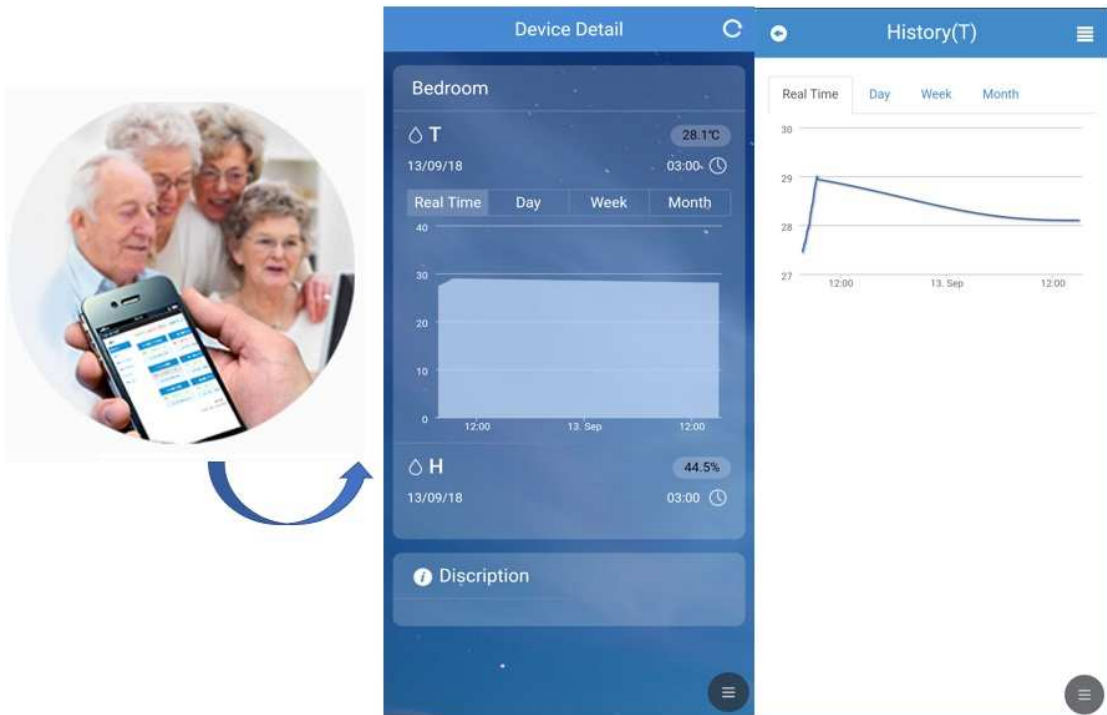 Device Detail
Bedroom
T 28.1℃
13/09/18 03:00
Real Time Day Week Month
40
30
20
10
0
12:00 13. Sep 12:00
H 44.5%
13/09/18 03:00
Discription
History(T)
Real Time Day Week Month
30
29
28
27
12:00 13. Sep 12:00